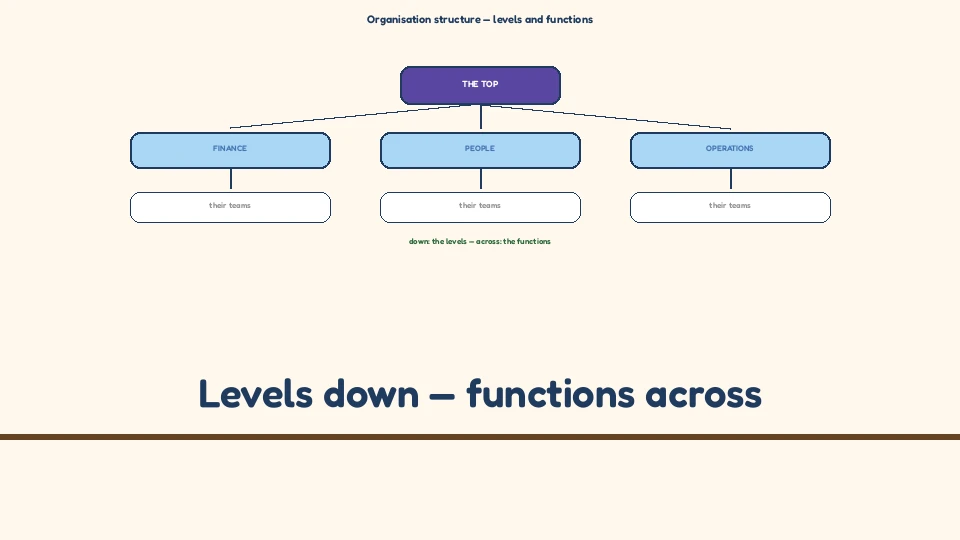 Organisation structure — levels and functions
THE TOP
FINANCE
PEOPLE
OPERATIONS
their teams
their teams
their teams
down: the levels — across: the functions
Levels down — functions across